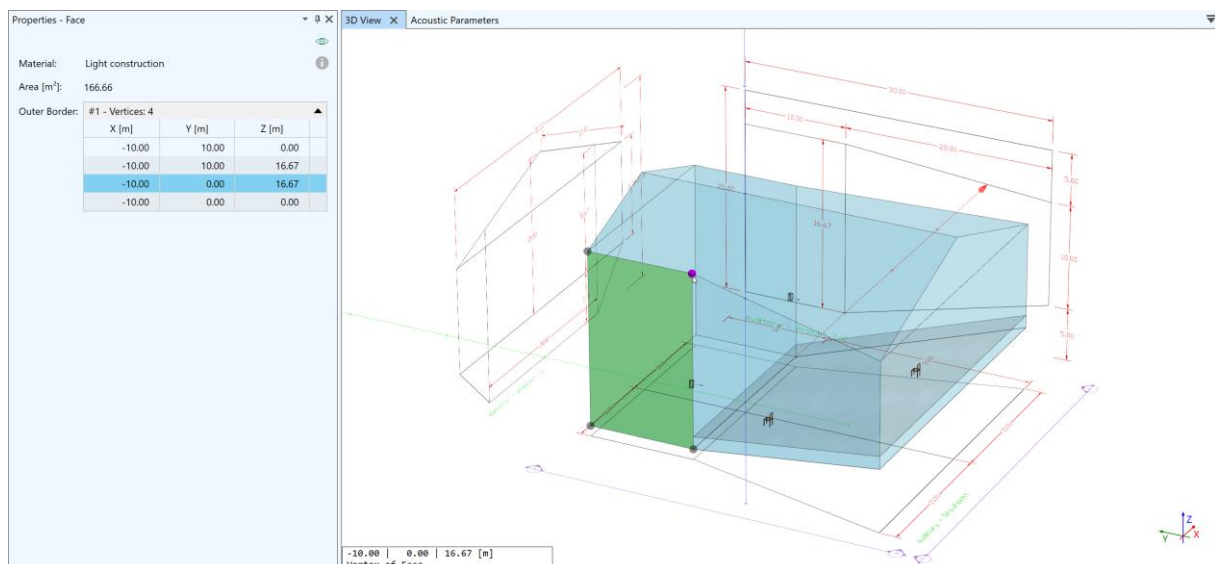 Properties - Face
3D View
Acoustic Parameters
Material: Light construction
Area [m²]: 166.66
Outer Border: #1 - Vertices: 4
X [m] Y [m] Z [m]
-10.00 10.00 0.00
-10.00 10.00 16.67
-10.00 0.00 16.67
-10.00 0.00 0.00
30.00
10.00
20.00
5.00
20.00
16.67
10.00
5.00
Z
Y
X
-10.00 | 0.00 | 16.67 [m]
Vertex of Face